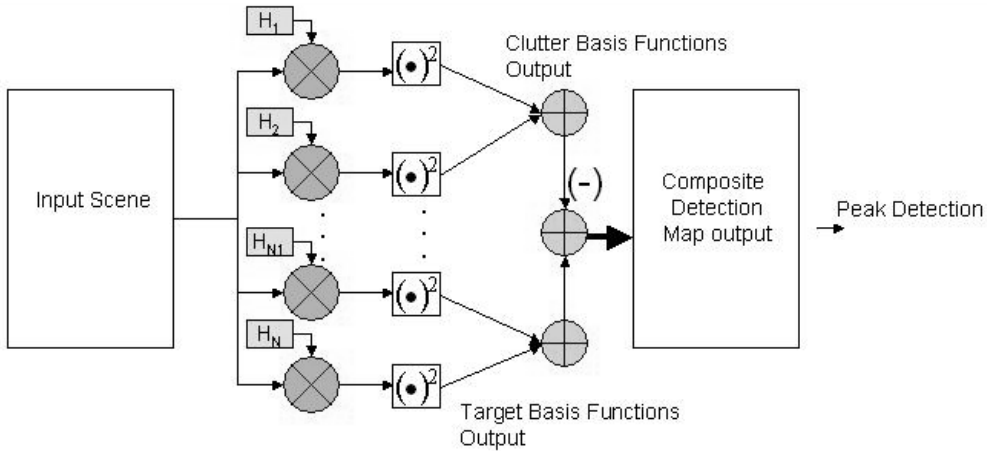 H1
Clutter Basis Functions
Output
(•)²
H2
(•)²
(-)
Input Scene
Composite
Detection
Map output
Peak Detection
HN1
(•)²
HN
(•)²
Target Basis Functions
Output